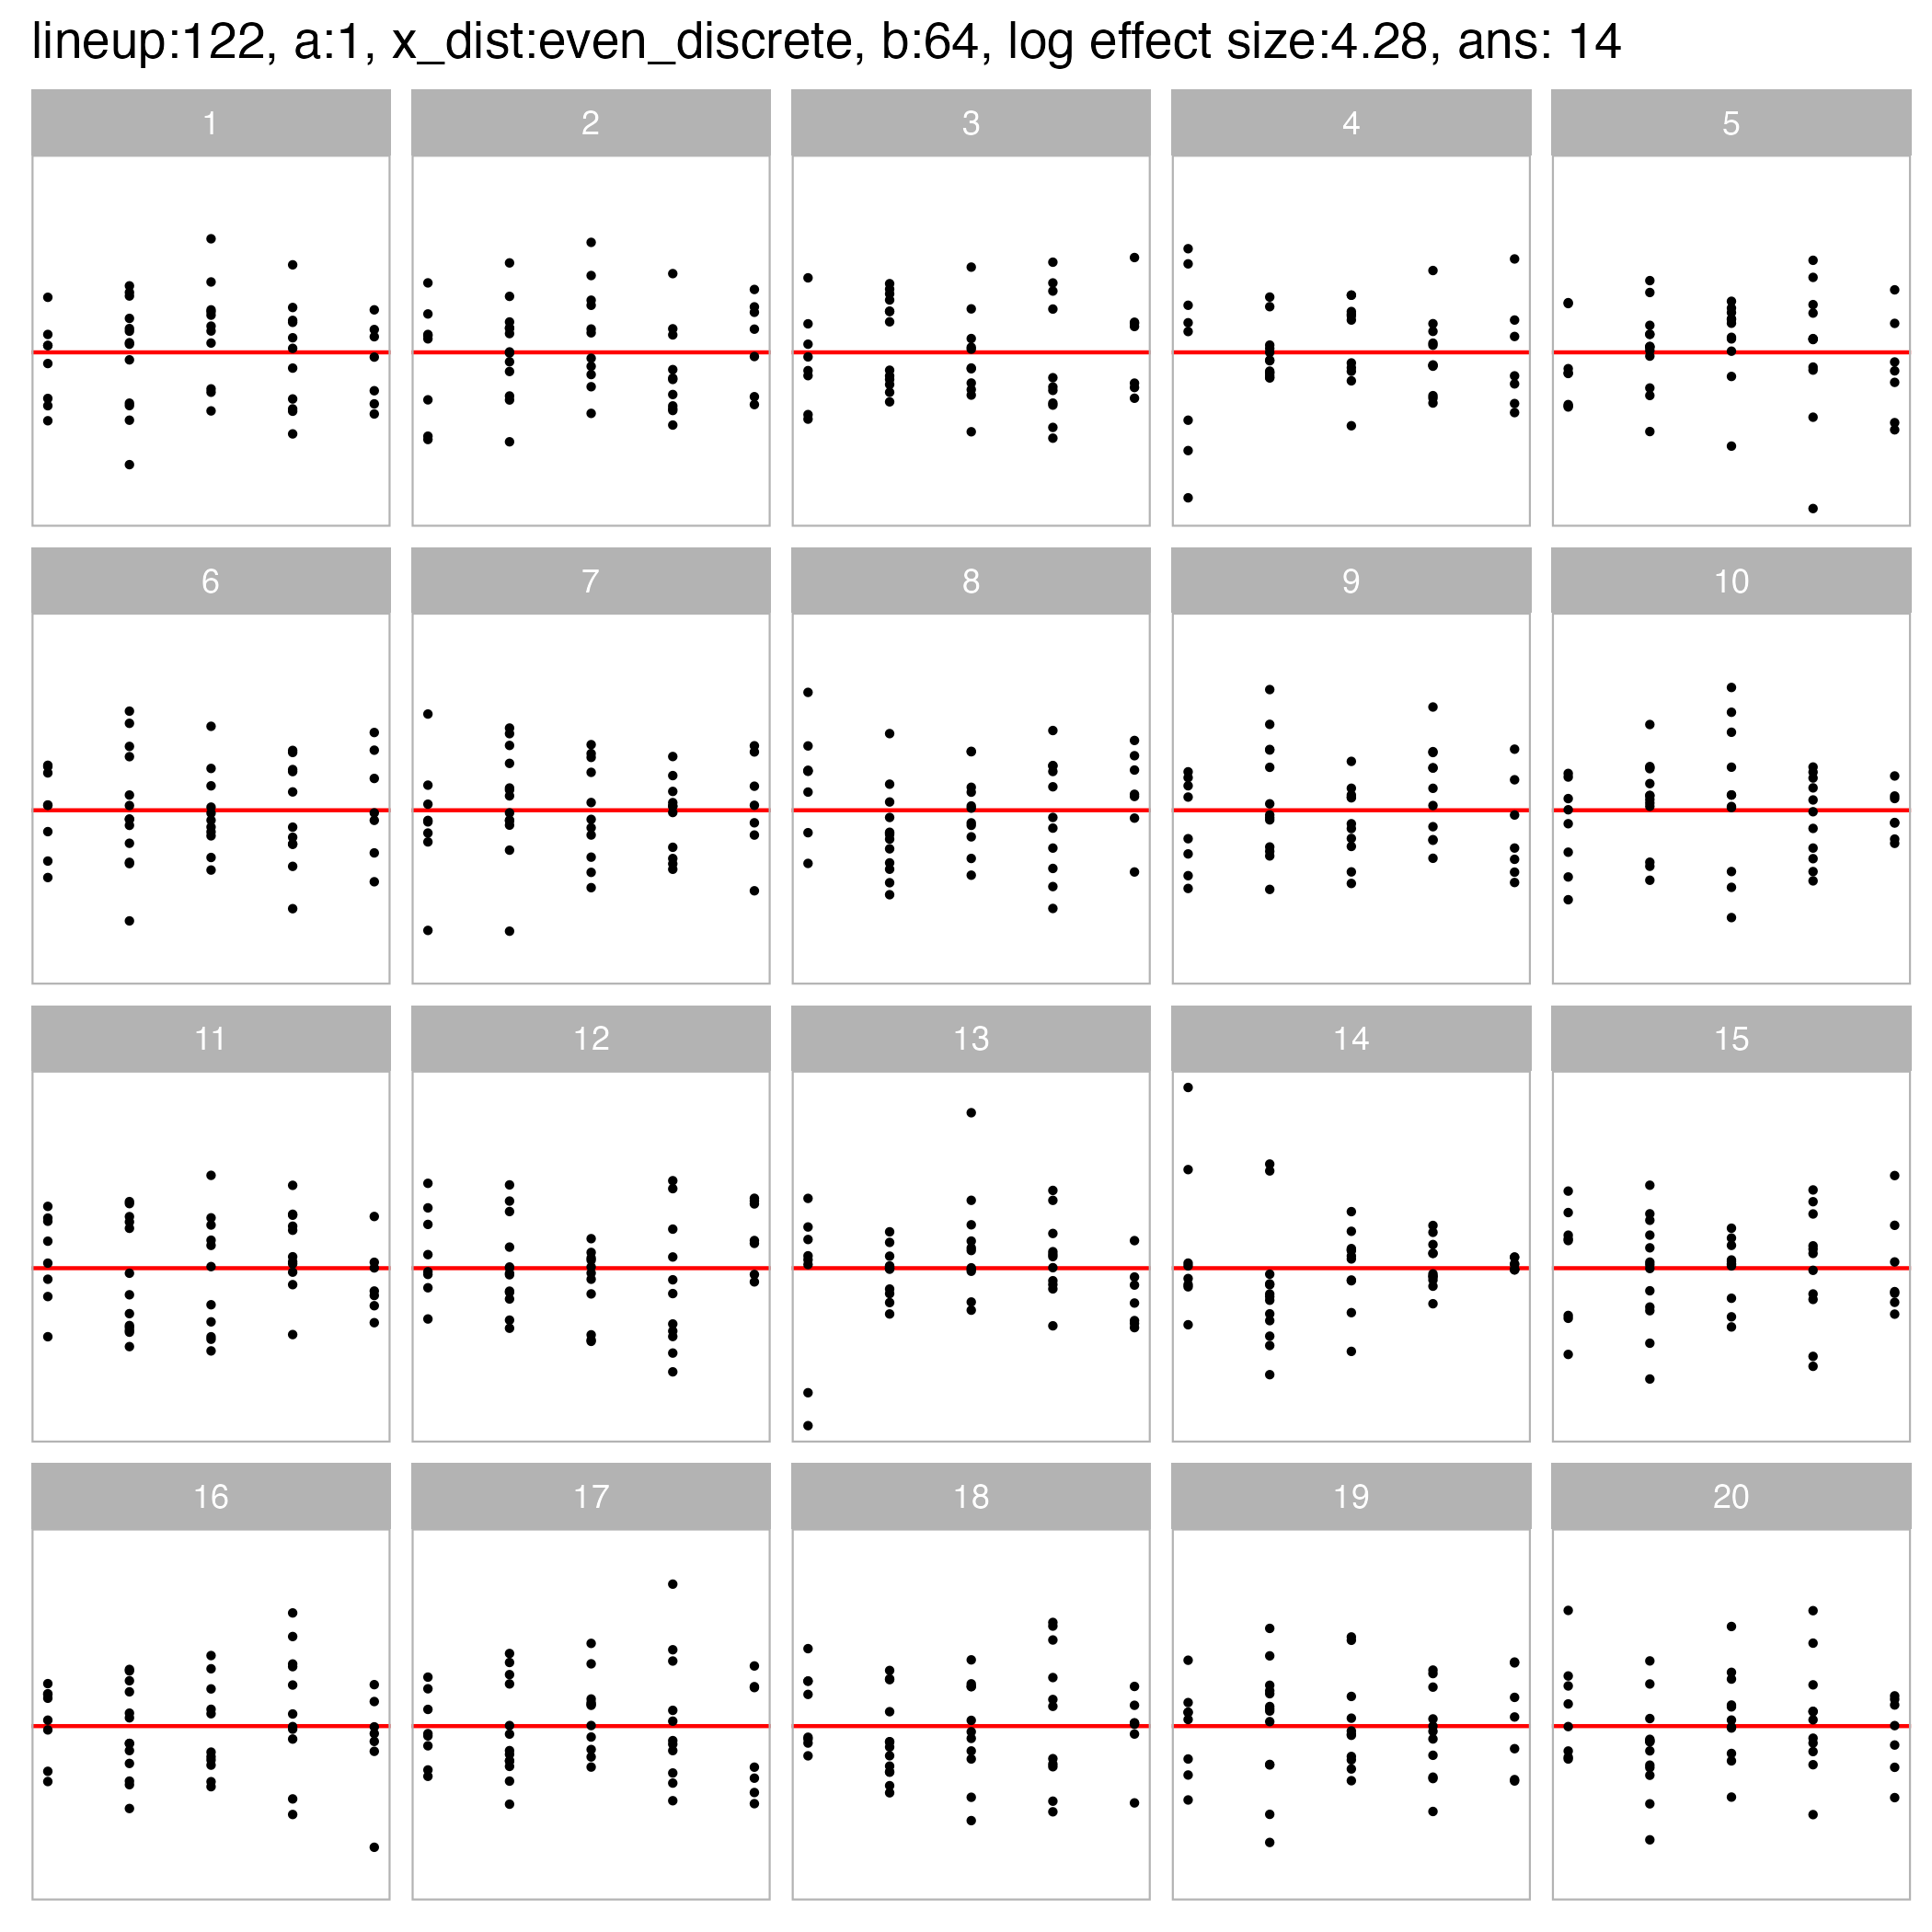 lineup:122, a:1, x_dist:even_discrete, b:64, log effect size:4.28, ans: 14
1 2 3 4 5
6 7 8 9 10
11 12 13 14 15
16 17 18 19 20